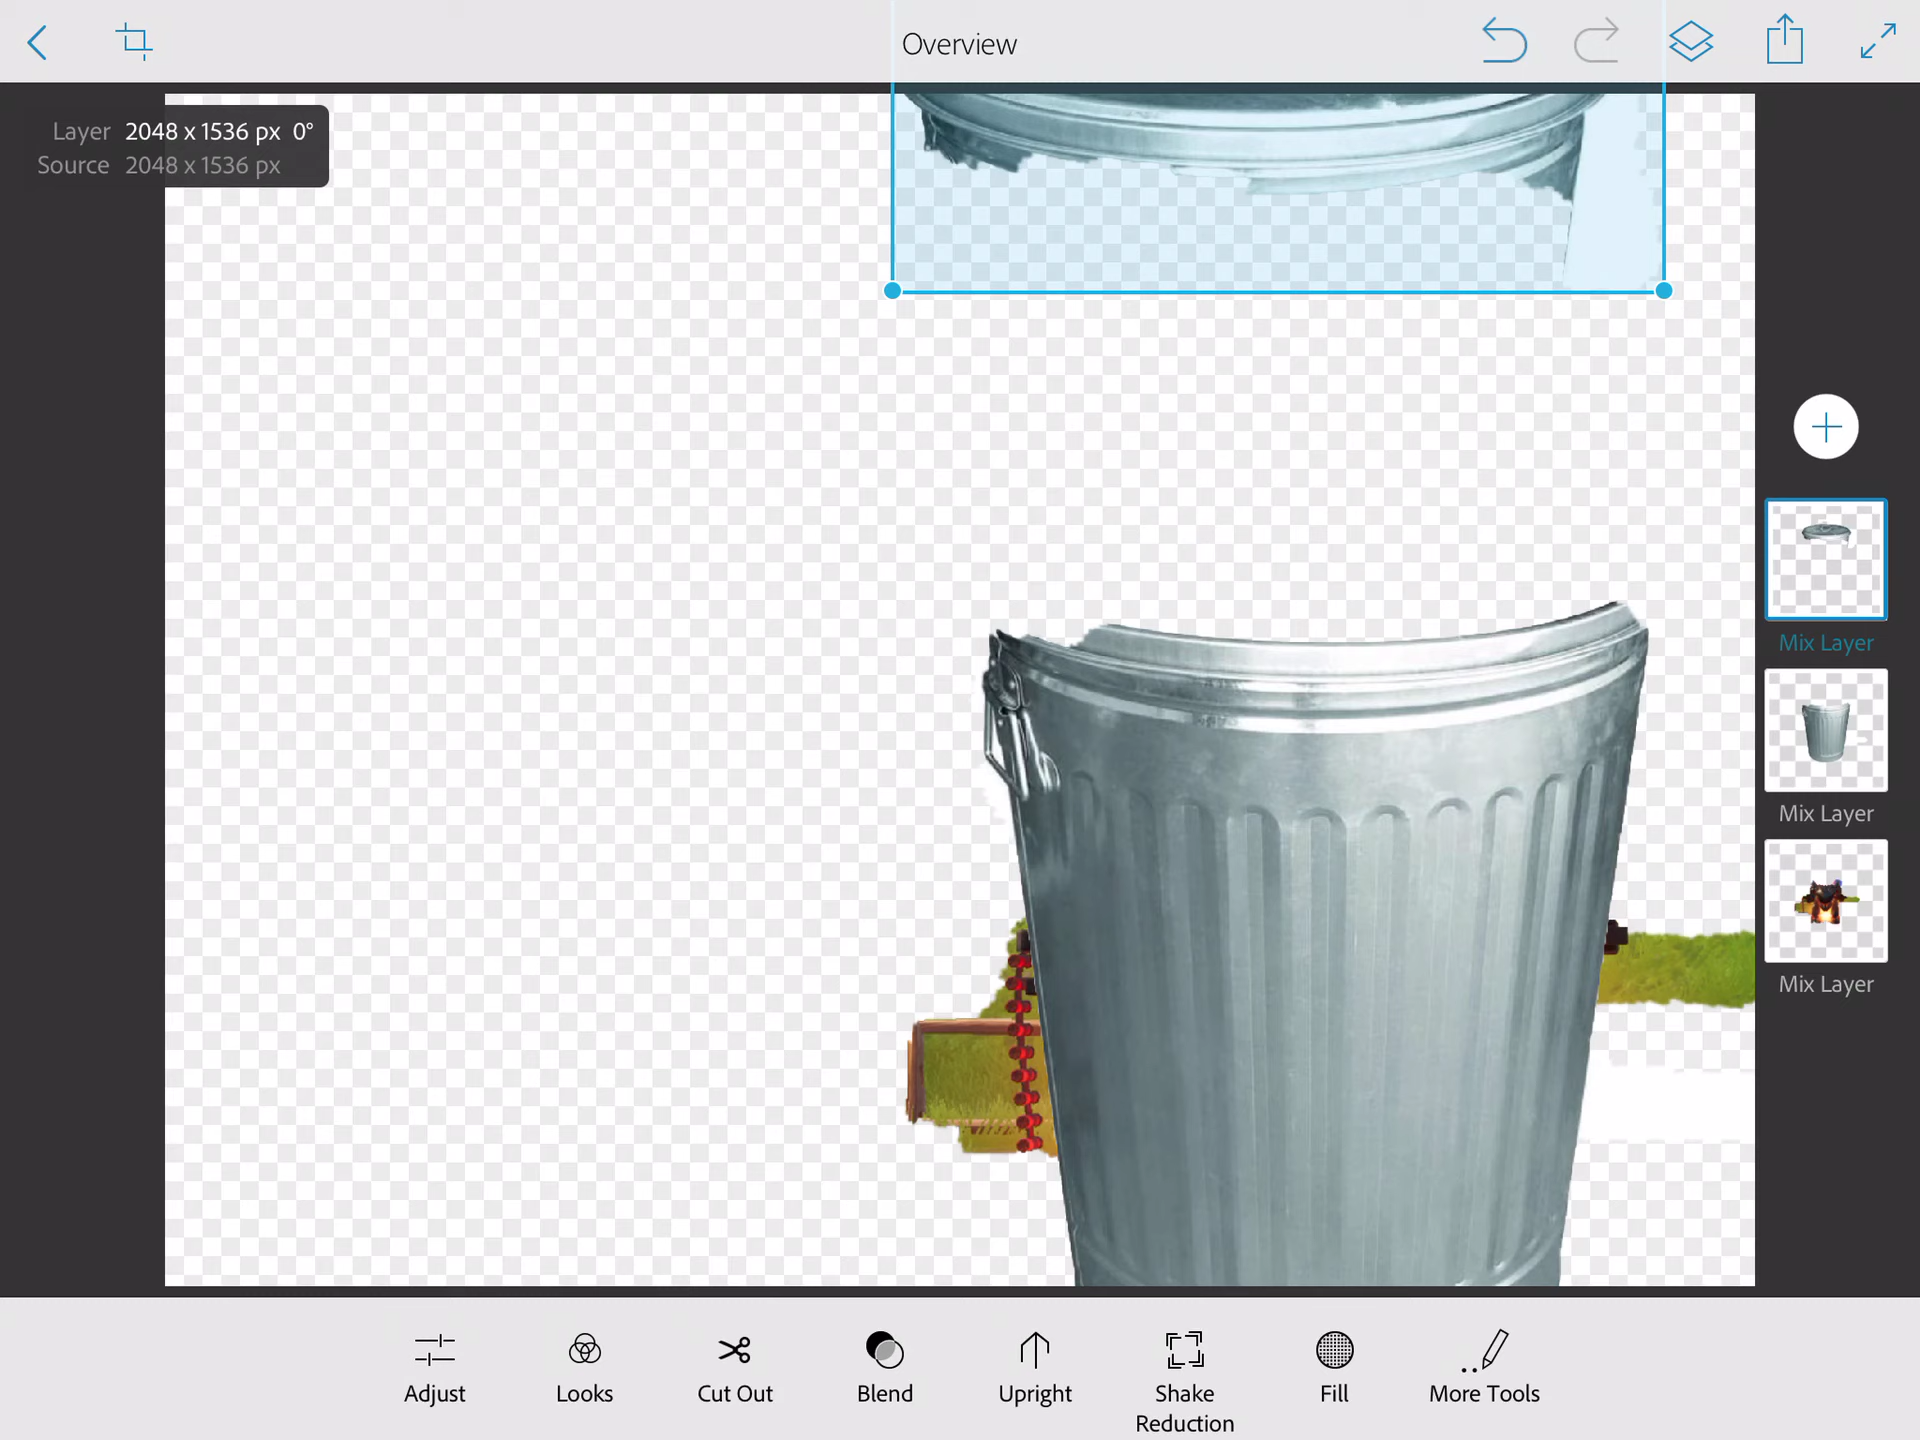 Overview
Layer 2048 x 1536 px 0°
Source 2048 x 1536 px
Mix Layer
Mix Layer
Mix Layer
Adjust
Looks
Cut Out
Blend
Upright
Shake
Reduction
Fill
More Tools